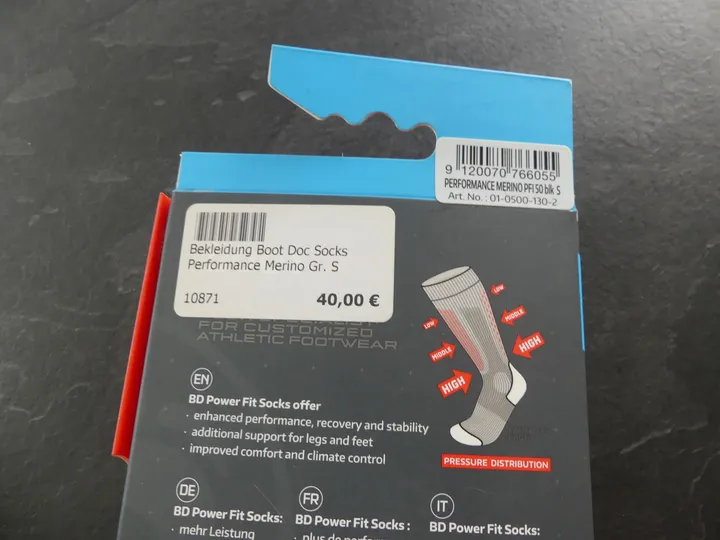 9 120070 766055
PERFORMANCE MERINO PFI 50 blk S
Art. No.: 01-0500-130-2
Bekleidung Boot Doc Socks
Performance Merino Gr. S
10871
40,00 €
FOR CUSTOMIZED
ATHLETIC FOOTWEAR
LOW
LOW
MIDDLE
MIDDLE
HIGH
HIGH
PRESSURE DISTRIBUTION
EN
BD Power Fit Socks offer
· enhanced performance, recovery and stability
· additional support for legs and feet
· improved comfort and climate control
DE
BD Power Fit Socks:
· mehr Leistung
FR
BD Power Fit Socks :
IT
BD Power Fit Socks: